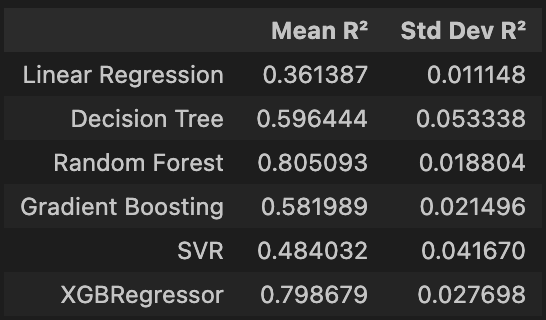 Mean R² Std Dev R²
Linear Regression 0.361387 0.011148
Decision Tree 0.596444 0.053338
Random Forest 0.805093 0.018804
Gradient Boosting 0.581989 0.021496
SVR 0.484032 0.041670
XGBRegressor 0.798679 0.027698